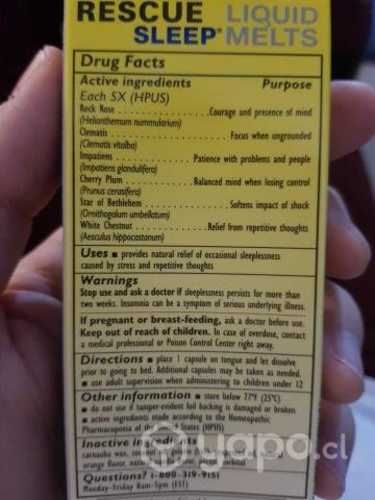 RESCUE LIQUID
SLEEP® MELTS
Drug Facts
Active ingredients Purpose
Each 5X (HPUS)
Rock Rose . . . . . . . . . . . . . . . . Courage and presence of mind
(Helianthemum nummularium)
Clematis . . . . . . . . . . . . . . . . Focus when ungrounded
(Clematis vitalba)
Impatiens . . . . . . . . . . . . Patience with problems and people
(Impatiens glandulifera)
Cherry Plum . . . . . . . . . . . Balanced mind when losing control
(Prunus cerasifera)
Star of Bethlehem . . . . . . . . . . . Softens impact of shock
(Ornithogalum umbellatum)
White Chestnut . . . . . . . . . . . Relief from repetitive thoughts
(Aesculus hippocastanum)
Uses ■ provides natural relief of occasional sleeplessness
caused by stress and repetitive thoughts
Warnings
Stop use and ask a doctor if sleeplessness persists for more than
two weeks. Insomnia can be a symptom of serious underlying illness.
If pregnant or breast-feeding, ask a doctor before use.
Keep out of reach of children. In case of overdose, contact
a medical professional or Poison Control Center right away.
Directions ■ place 1 capsule on tongue and let dissolve
prior to going to bed. Additional capsules may be taken as needed.
■ use adult supervision when administering to children under 12
Other information ■ store below 77°F (25°C)
■ do not use if tamper-evident foil backing is damaged or broken
■ active ingredients made according to the Homeopathic
Pharmacopeia of the United States (HPUS)
Inactive ingredients
carnauba wax,
orange flavor,
Questions? 1-800-319-9151
Monday-Friday 8am-5pm (EST)
yapo.cl